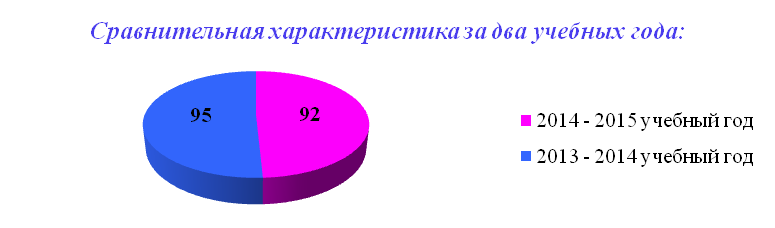 Сравнительная характеристика за два учебных года:
95
92
2014 - 2015 учебный год
2013 - 2014 учебный год